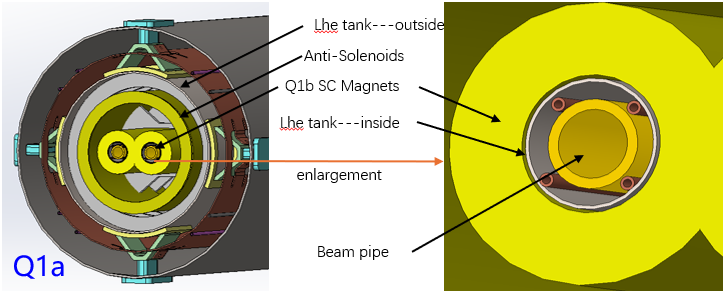 Lhe tank---outside
Anti-Solenoids
Q1b SC Magnets
Lhe tank---inside
enlargement
Beam pipe
Q1a